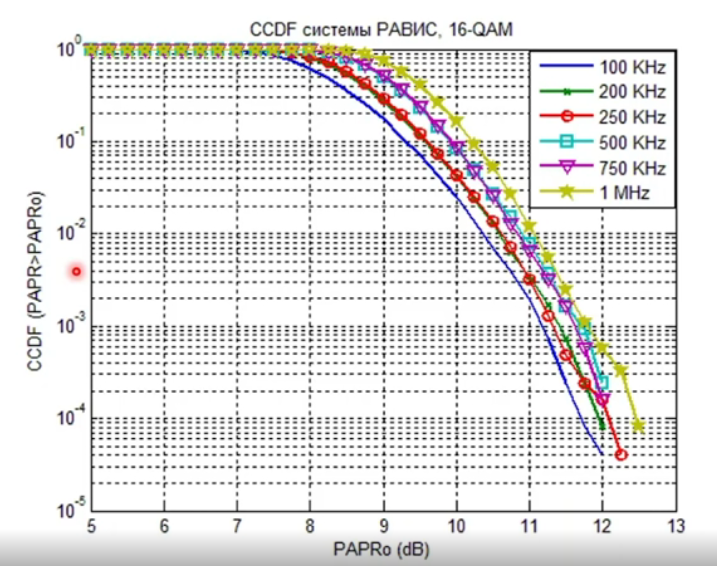 CCDF системы РАВИС, 16-QAM
100 KHz
200 KHz
250 KHz
500 KHz
750 KHz
1 MHz
CCDF (PAPR>PAPRo)
10^0
10^-1
10^-2
10^-3
10^-4
10^-5
5 6 7 8 9 10 11 12 13
PAPRo (dB)